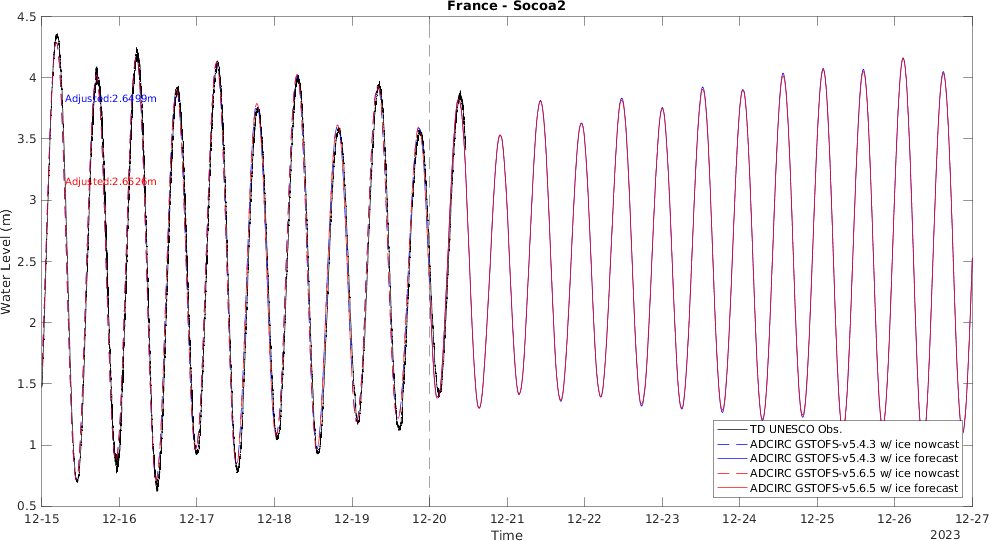 France - Socoa2
4.5
4
3.5
3
2.5
2
1.5
1
0.5
Water Level (m)
Adjusted:2.6499m
Adjusted:2.6526m
TD UNESCO Obs.
ADCIRC GSTOFS-v5.4.3 w/ ice nowcast
ADCIRC GSTOFS-v5.4.3 w/ ice forecast
ADCIRC GSTOFS-v5.6.5 w/ ice nowcast
ADCIRC GSTOFS-v5.6.5 w/ ice forecast
12-15 12-16 12-17 12-18 12-19 12-20 12-21 12-22 12-23 12-24 12-25 12-26 12-27
Time
2023